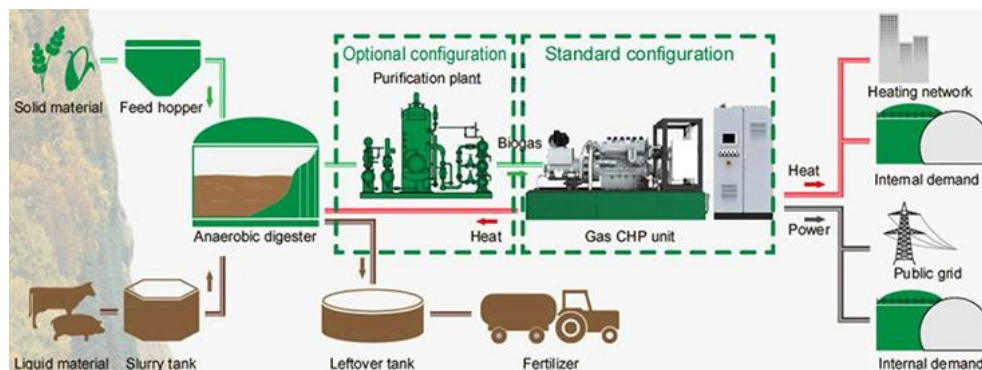 Optional configuration
Purification plant
Standard configuration
Solid material
Feed hopper
Biogas
Heating network
Heat
Internal demand
Anaerobic digester
Heat
Gas CHP unit
Power
Public grid
Liquid material
Slurry tank
Leftover tank
Fertilizer
Internal demand